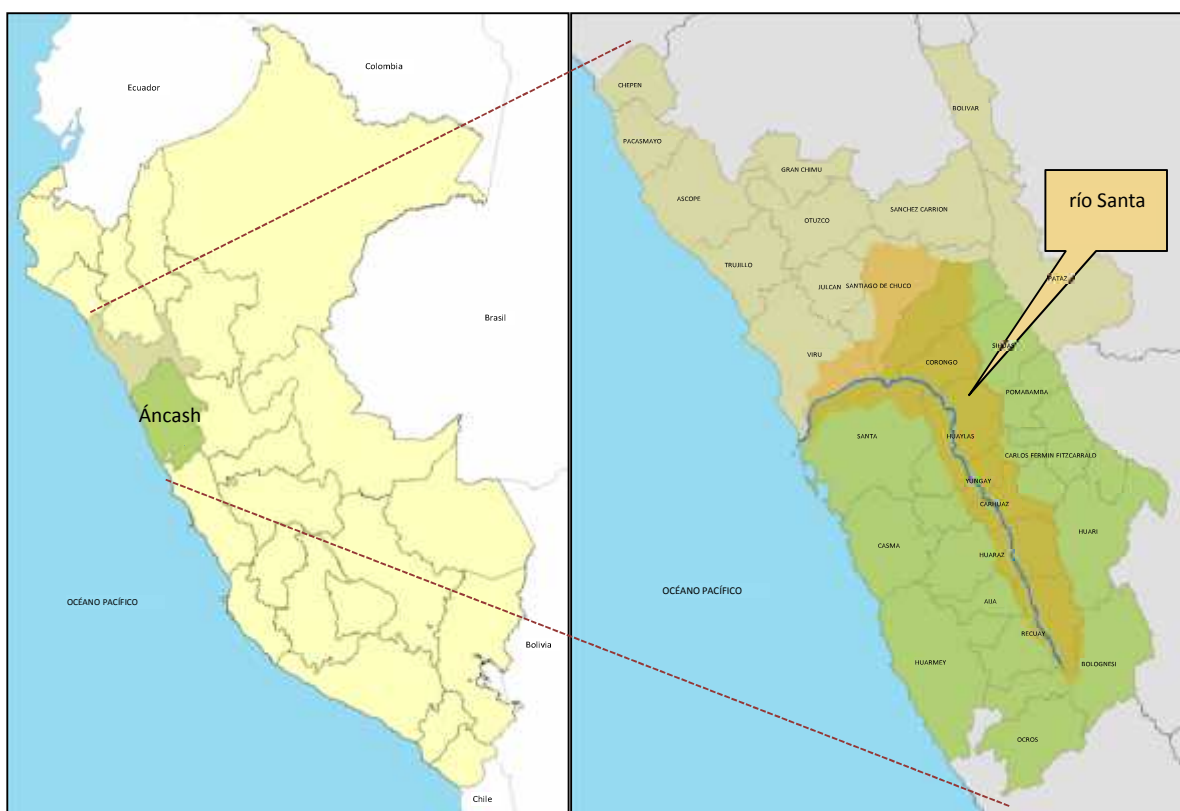 Colombia
Ecuador
Brasil
Áncash
OCÉANO PACÍFICO
Bolivia
Chile
CHEPEN
BOLIVAR
PACASMAYO
GRAN CHIMU
ASCOPE
SANCHEZ CARRION
OTUZCO
río Santa
TRUJILLO
PATAZ
JULCAN
SANTIAGO DE CHUCO
SIHUAS
VIRU
CORONGO
POMABAMBA
SANTA
HUAYLAS
CARLOS FERMIN FITZCARRALO
YUNGAY
CARHUAZ
HUARI
CASMA
HUARAZ
OCÉANO PACÍFICO
AIJA
RECUAY
HUARMEY
BOLOGNESI
OCROS